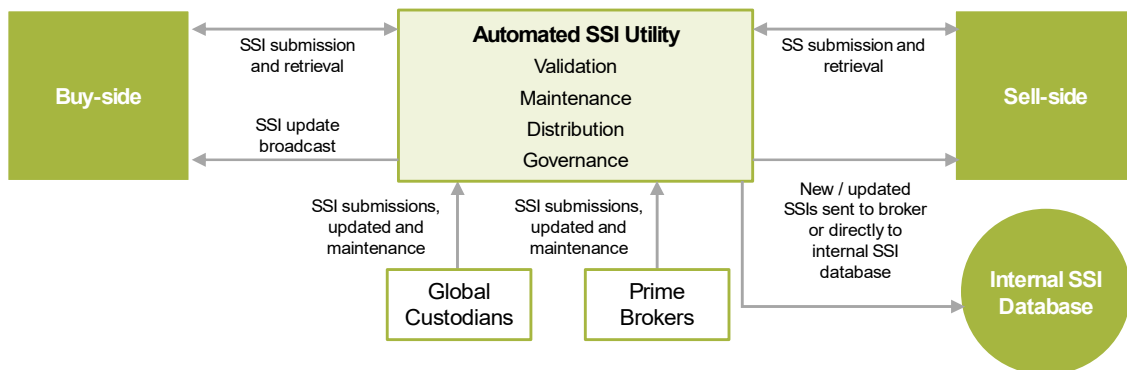 Buy-side
SSI submission
and retrieval
SSI update
broadcast
Automated SSI Utility
Validation
Maintenance
Distribution
Governance
SS submission and
retrieval
Sell-side
SSI submissions,
updated and
maintenance
SSI submissions,
updated and
maintenance
New / updated
SSIs sent to broker
or directly to
internal SSI
database
Global
Custodians
Prime
Brokers
Internal SSI
Database